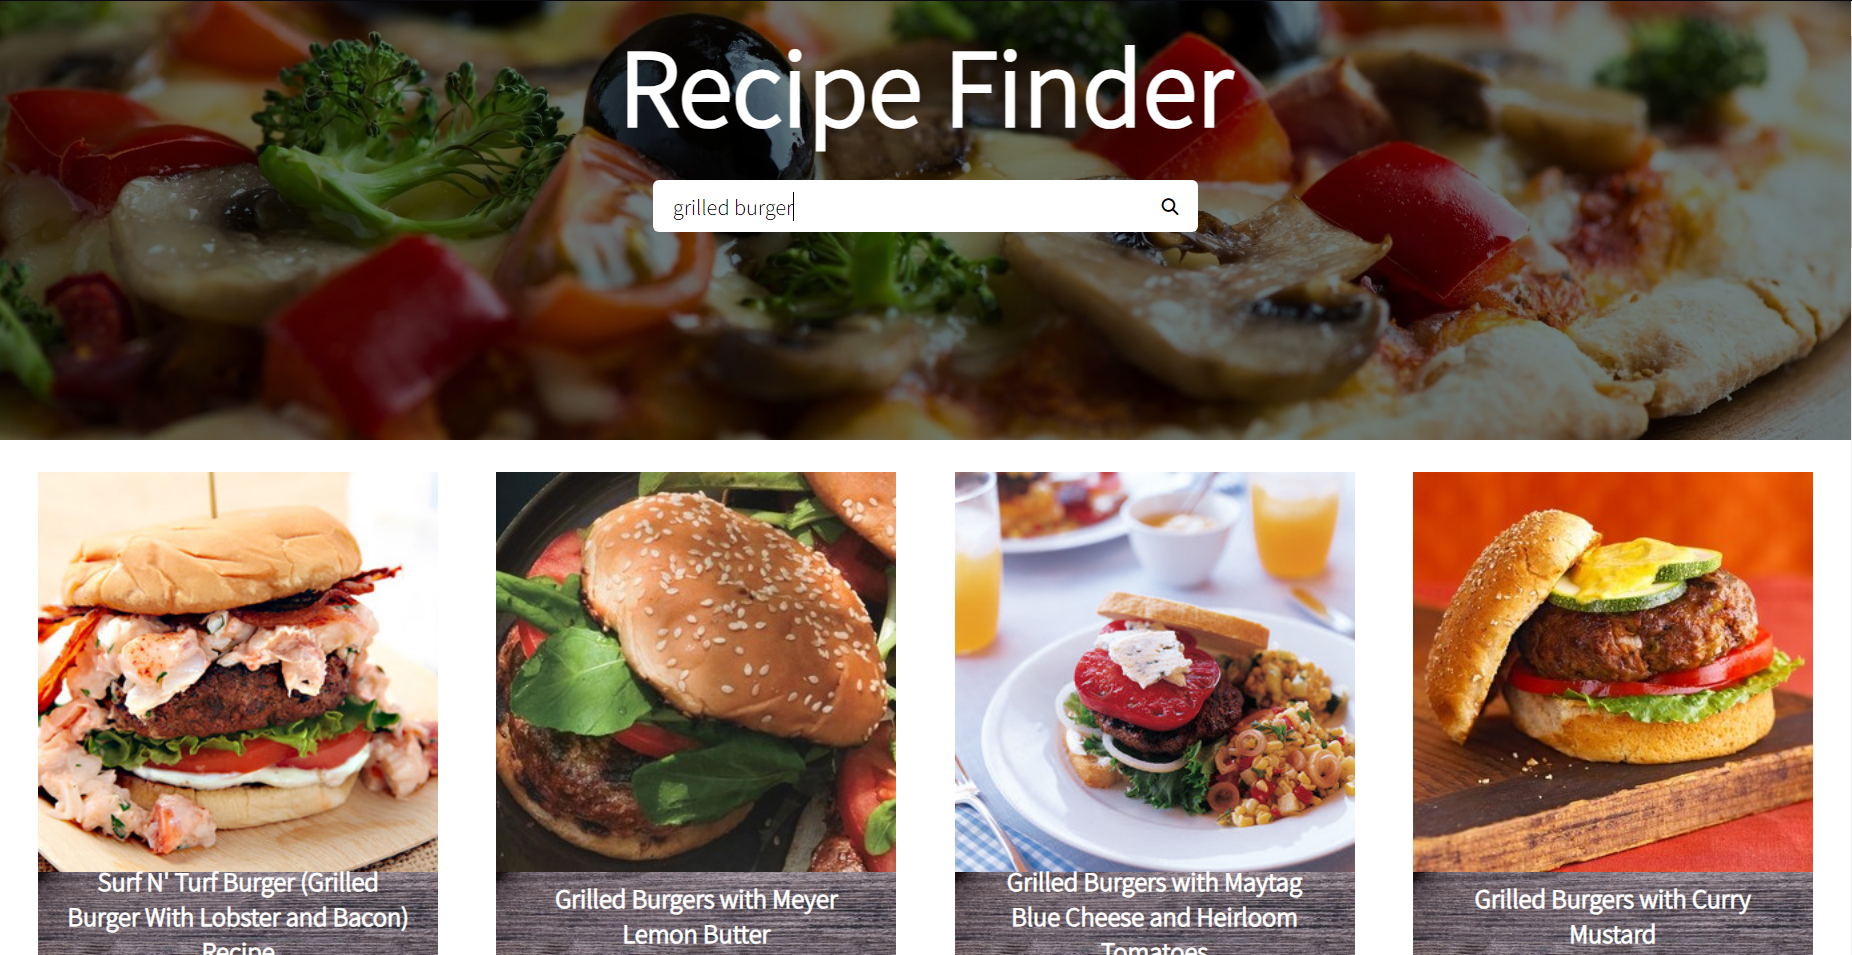 Recipe Finder
grilled burger
Surf N' Turf Burger (Grilled
Burger With Lobster and Bacon)
Recipe
Grilled Burgers with Meyer
Lemon Butter
Grilled Burgers with Maytag
Blue Cheese and Heirloom
Tomatoes
Grilled Burgers with Curry
Mustard